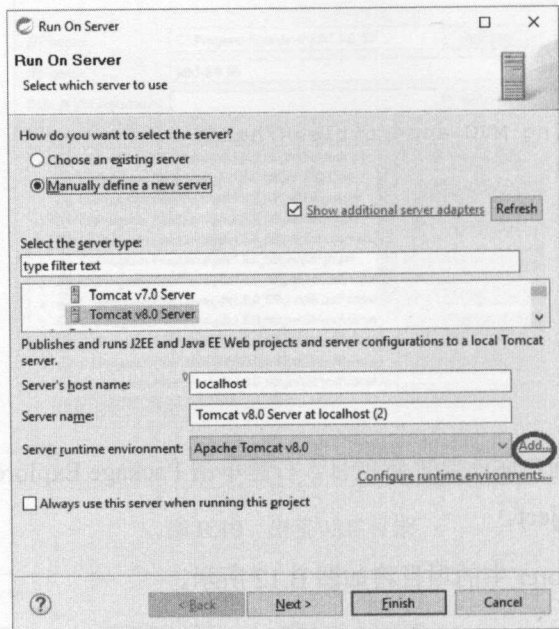 Run On Server
Run On Server
Select which server to use
How do you want to select the server?
Choose an existing server
Manually define a new server
Show additional server adapters
Refresh
Select the server type:
type filter text
Tomcat v7.0 Server
Tomcat v8.0 Server
Publishes and runs J2EE and Java EE Web projects and server configurations to a local Tomcat
server.
Server's host name:
localhost
Server name:
Tomcat v8.0 Server at localhost (2)
Server runtime environment:
Apache Tomcat v8.0
Add...
Configure runtime environments...
Always use this server when running this project
< Back
Next >
Finish
Cancel